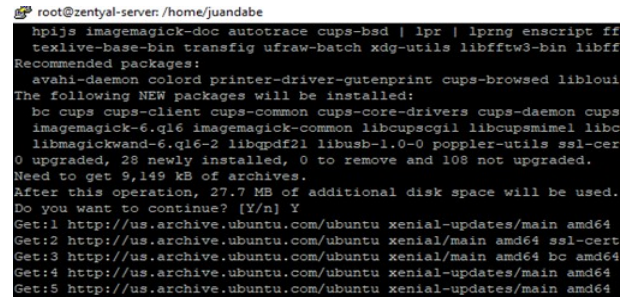 root@zentyal-server: /home/juandabe
hpijs imagemagick-doc autotrace cups-bsd | lpr | lprng enscript ff
texlive-base-bin transfig ufraw-batch xdg-utils libfftw3-bin libff
Recommended packages:
avahi-daemon colord printer-driver-gutenprint cups-browsed libloui
The following NEW packages will be installed:
bc cups cups-client cups-common cups-core-drivers cups-daemon cups
imagemagick-6.q16 imagemagick-common libcupscgi1 libcupsmime1 libc
libmagickwand-6.q16-2 libqpdf21 libusb-1.0-0 poppler-utils ssl-cer
0 upgraded, 28 newly installed, 0 to remove and 108 not upgraded.
Need to get 9,149 kB of archives.
After this operation, 27.7 MB of additional disk space will be used.
Do you want to continue? [Y/n] Y
Get:1 http://us.archive.ubuntu.com/ubuntu xenial-updates/main amd64
Get:2 http://us.archive.ubuntu.com/ubuntu xenial/main amd64 ssl-cert
Get:3 http://us.archive.ubuntu.com/ubuntu xenial/main amd64 bc amd64
Get:4 http://us.archive.ubuntu.com/ubuntu xenial-updates/main amd64
Get:5 http://us.archive.ubuntu.com/ubuntu xenial-updates/main amd64